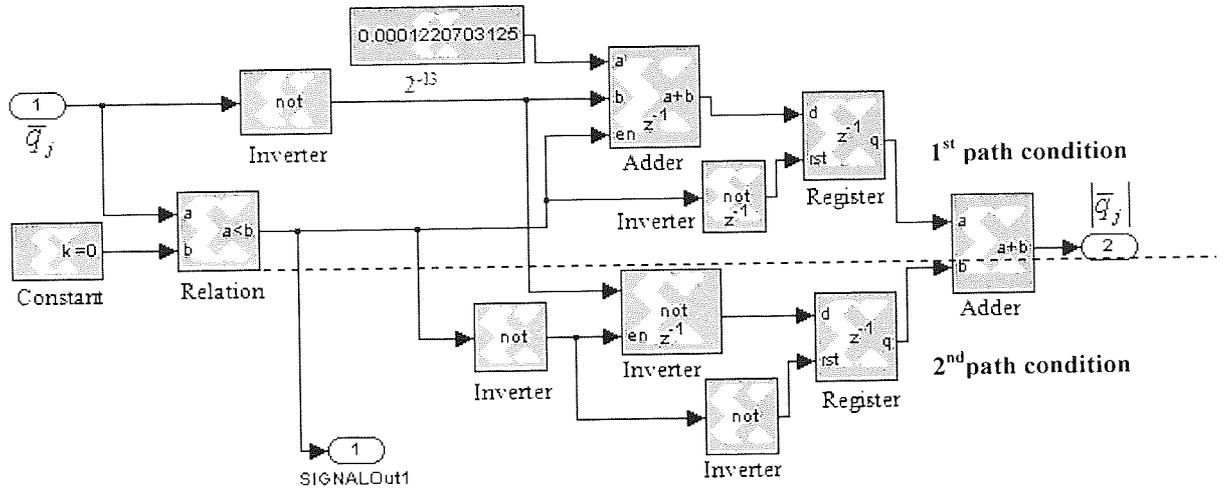 0.0001220703125
2⁻¹³
1
q̅ⱼ
not
Inverter
a
b
en
a+b
z⁻¹
Adder
d
rst
z⁻¹
q
Register
1ˢᵗ path condition
not
z⁻¹
Inverter
k=0
Constant
a
b
a<b
Relation
a
b
a+b
Adder
|q̅ⱼ|
2
not
Inverter
en
not
z⁻¹
Inverter
d
rst
z⁻¹
q
Register
2ⁿᵈ path condition
not
Inverter
1
SIGNALOut1